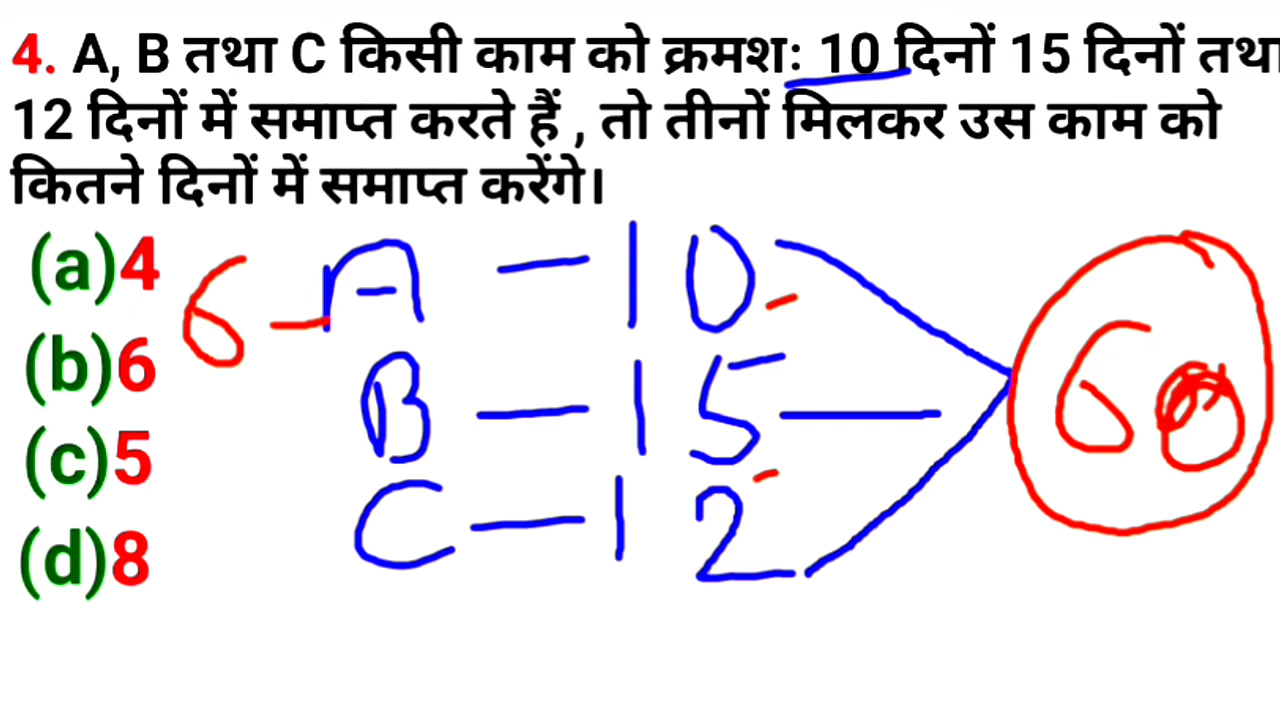 4. A, B तथा C किसी काम को क्रमशः 10 दिनों 15 दिनों तथा
12 दिनों में समाप्त करते हैं , तो तीनों मिलकर उस काम को
कितने दिनों में समाप्त करेंगे।
(a)4
(b)6
(c)5
(d)8
6 - A - 10
B - 15
C - 12
60